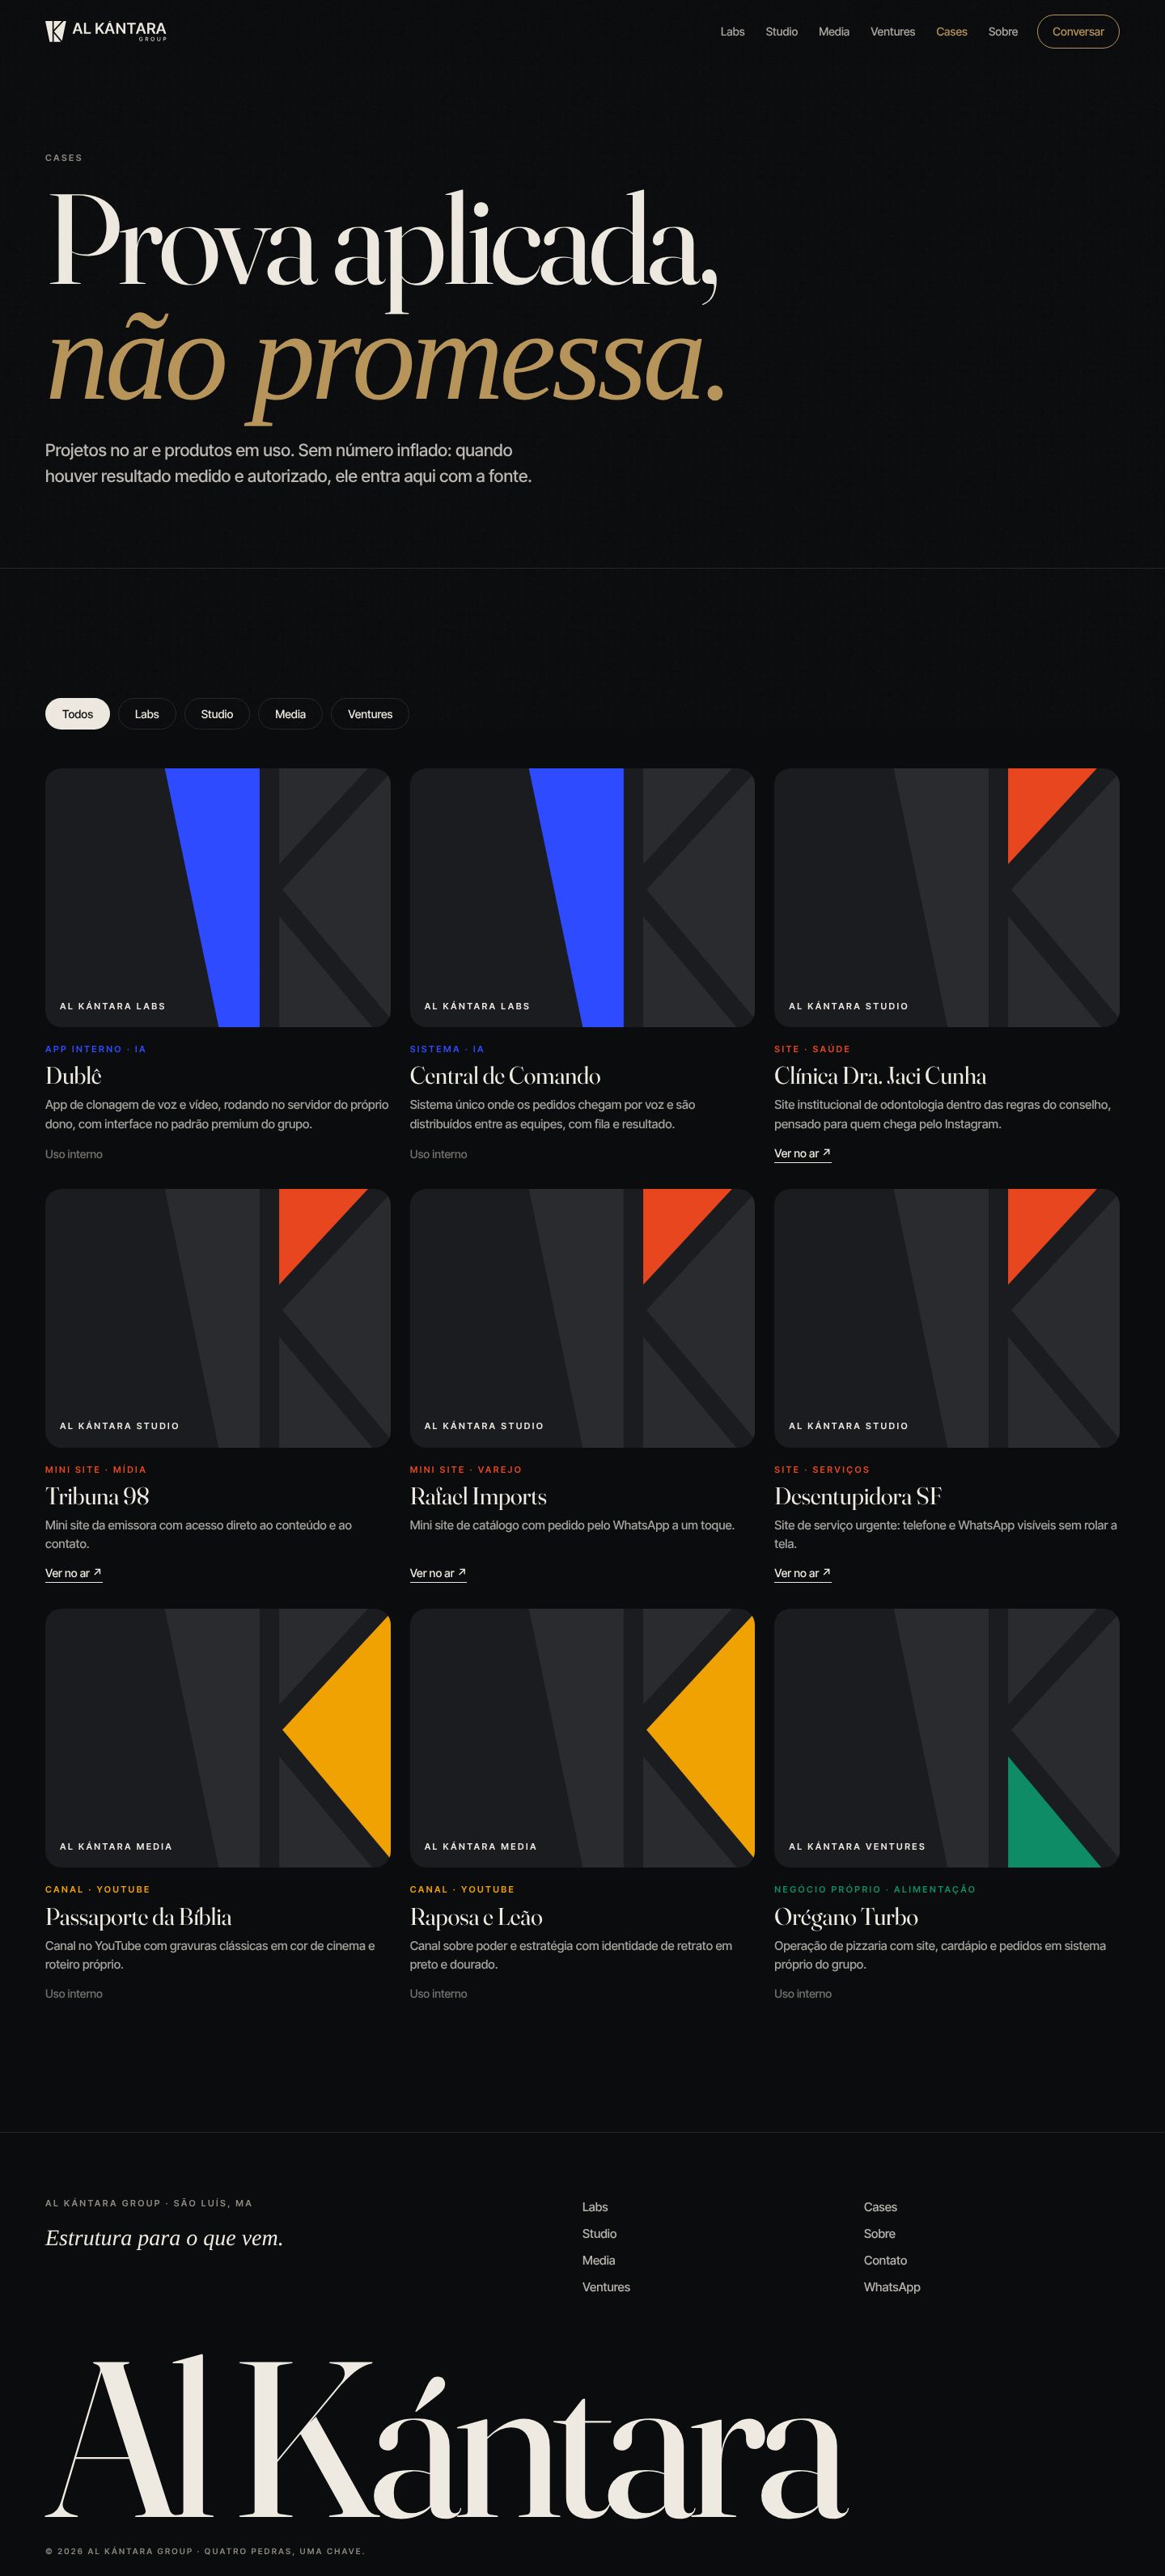 AL KÁNTARA
GROUP
Labs
Studio
Media
Ventures
Cases
Sobre
Conversar
CASES
Prova aplicada,
não promessa.
Projetos no ar e produtos em uso. Sem número inflado: quando
houver resultado medido e autorizado, ele entra aqui com a fonte.
Todos
Labs
Studio
Media
Ventures
AL KÁNTARA LABS
APP INTERNO · IA
Dublê
App de clonagem de voz e vídeo, rodando no servidor do próprio
dono, com interface no padrão premium do grupo.
Uso interno
AL KÁNTARA LABS
SISTEMA · IA
Central de Comando
Sistema único onde os pedidos chegam por voz e são
distribuídos entre as equipes, com fila e resultado.
Uso interno
AL KÁNTARA STUDIO
SITE · SAÚDE
Clínica Dra. Jaci Cunha
Site institucional de odontologia dentro das regras do conselho,
pensado para quem chega pelo Instagram.
Ver no ar ↗
AL KÁNTARA STUDIO
MINI SITE · MÍDIA
Tribuna 98
Mini site da emissora com acesso direto ao conteúdo e ao
contato.
Ver no ar ↗
AL KÁNTARA STUDIO
MINI SITE · VAREJO
Rafael Imports
Mini site de catálogo com pedido pelo WhatsApp a um toque.
Ver no ar ↗
AL KÁNTARA STUDIO
SITE · SERVIÇOS
Desentupidora SF
Site de serviço urgente: telefone e WhatsApp visíveis sem rolar a
tela.
Ver no ar ↗
AL KÁNTARA MEDIA
CANAL · YOUTUBE
Passaporte da Bíblia
Canal no YouTube com gravuras clássicas em cor de cinema e
roteiro próprio.
Uso interno
AL KÁNTARA MEDIA
CANAL · YOUTUBE
Raposa e Leão
Canal sobre poder e estratégia com identidade de retrato em
preto e dourado.
Uso interno
AL KÁNTARA VENTURES
NEGÓCIO PRÓPRIO · ALIMENTAÇÃO
Orégano Turbo
Operação de pizzaria com site, cardápio e pedidos em sistema
próprio do grupo.
Uso interno
AL KÁNTARA GROUP · SÃO LUÍS, MA
Estrutura para o que vem.
Labs
Studio
Media
Ventures
Cases
Sobre
Contato
WhatsApp
Al Kántara
© 2026 AL KÁNTARA GROUP · QUATRO PEDRAS, UMA CHAVE.